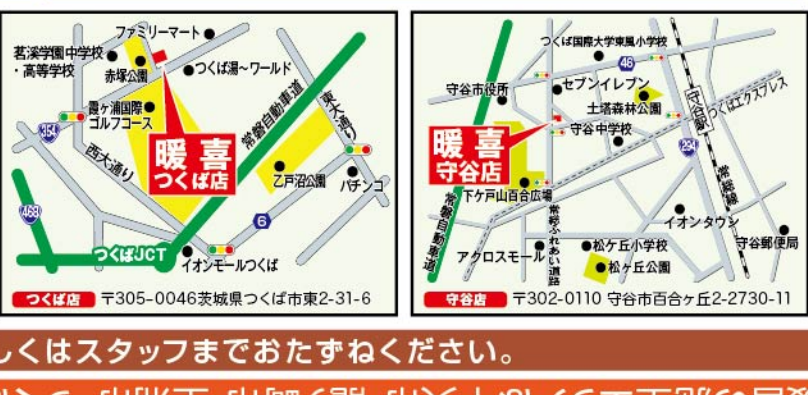 ファミリーマート
茗溪学園中学校
・高等学校
赤塚公園
つくば湯〜ワールド
霞ヶ浦国際
ゴルフコース
354
西大通り
常磐自動車道
東大通り
暖喜
つくば店
乙戸沼公園
パチンコ
468
6
つくばJCT
イオンモールつくば
つくば店 〒305-0046茨城県つくば市東2-31-6
つくば国際大学東風小学校
46
守谷市役所
セブンイレブン
土塔森林公園
守谷駅
つくばエクスプレス
暖喜
守谷店
守谷中学校
294
下ケ戸山百合広場
常総線
常磐自動車道
常総ふれあい道路
イオンタウン
アクロスモール
松ケ丘小学校
守谷郵便局
松ヶ丘公園
守谷店 〒302-0110 守谷市百合ヶ丘2-2730-11
しくはスタッフまでおたずねください。